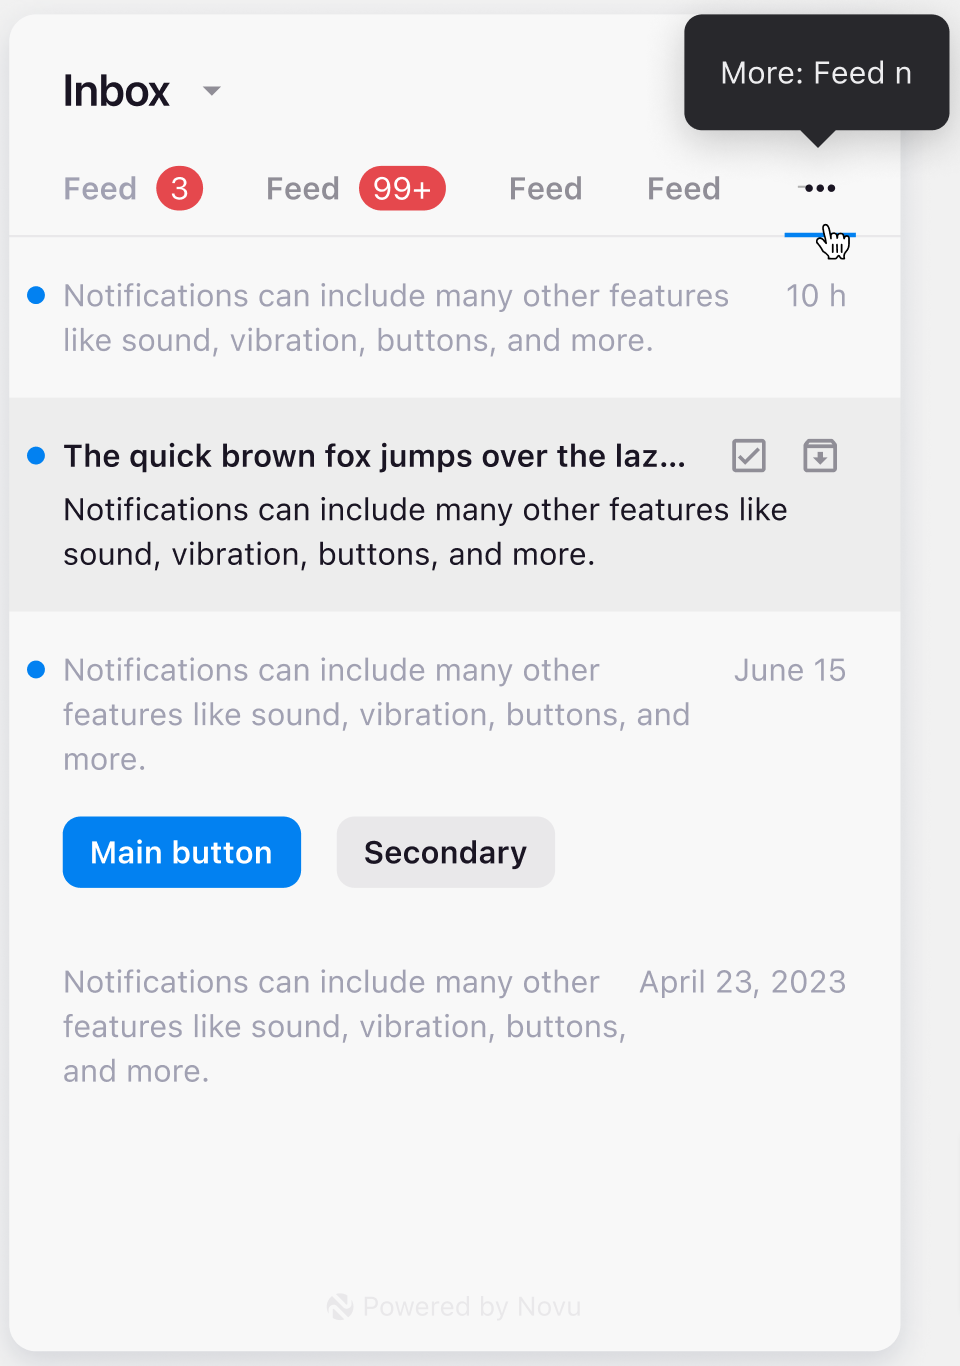 More: Feed n
Inbox
Feed 3 Feed 99+ Feed Feed
Notifications can include many other features 10 h
like sound, vibration, buttons, and more.
The quick brown fox jumps over the laz...
Notifications can include many other features like
sound, vibration, buttons, and more.
Notifications can include many other June 15
features like sound, vibration, buttons, and
more.
Main button Secondary
Notifications can include many other April 23, 2023
features like sound, vibration, buttons,
and more.
Powered by Novu